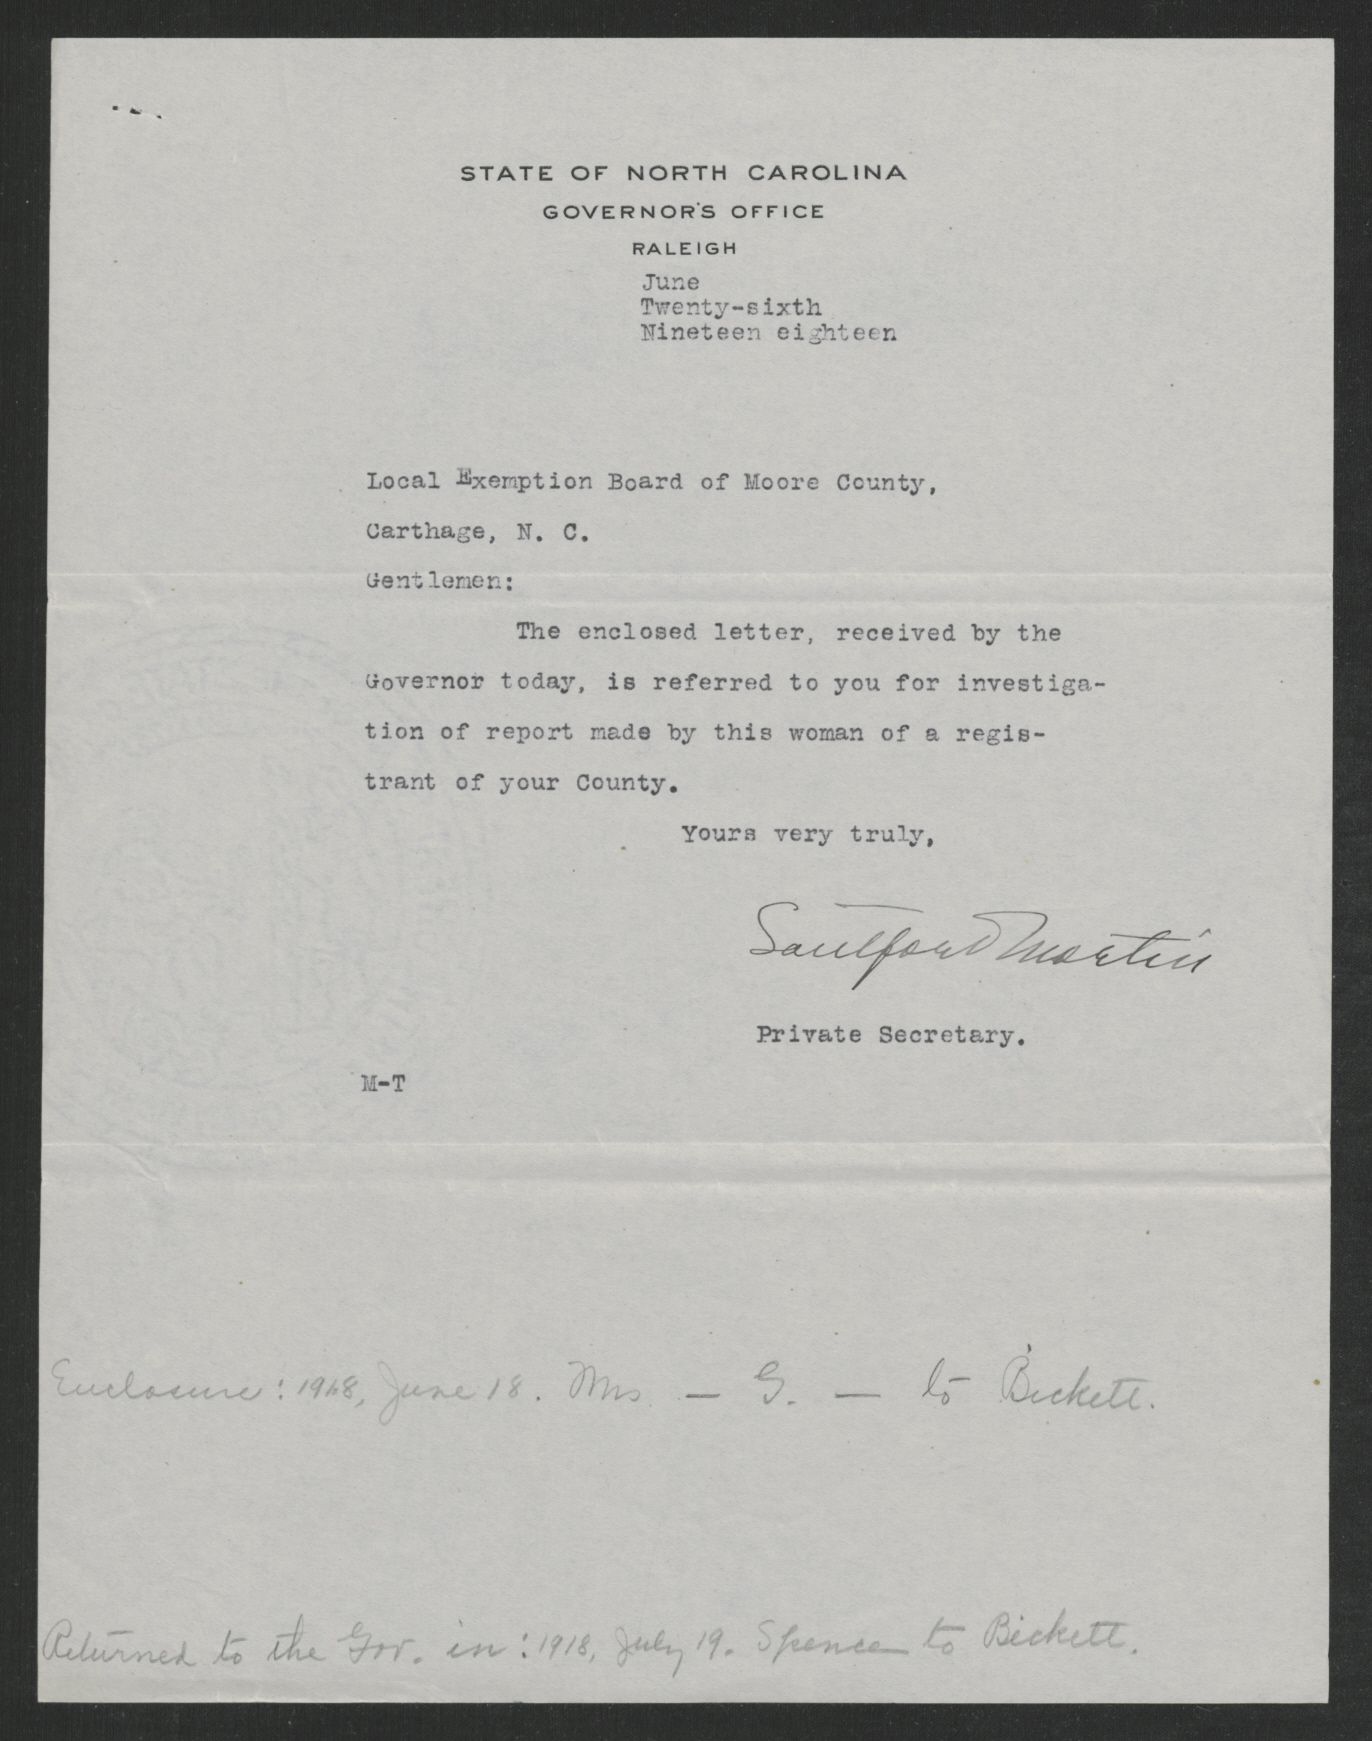 STATE OF NORTH CAROLINA
GOVERNOR'S OFFICE
RALEIGH
June
Twenty-sixth
Nineteen eighteen
Local Exemption Board of Moore County,
Carthage, N. C.
Gentlemen:
The enclosed letter, received by the
Governor today, is referred to you for investiga-
tion of report made by this woman of a regis-
trant of your County.
Yours very truly,
Santford Martin
Private Secretary.
M-T
Enclosure: 1918, June 18. Mrs — G. — to Bickett.
Returned to the Gov. in: 1918, July 19. Spence to Bickett.